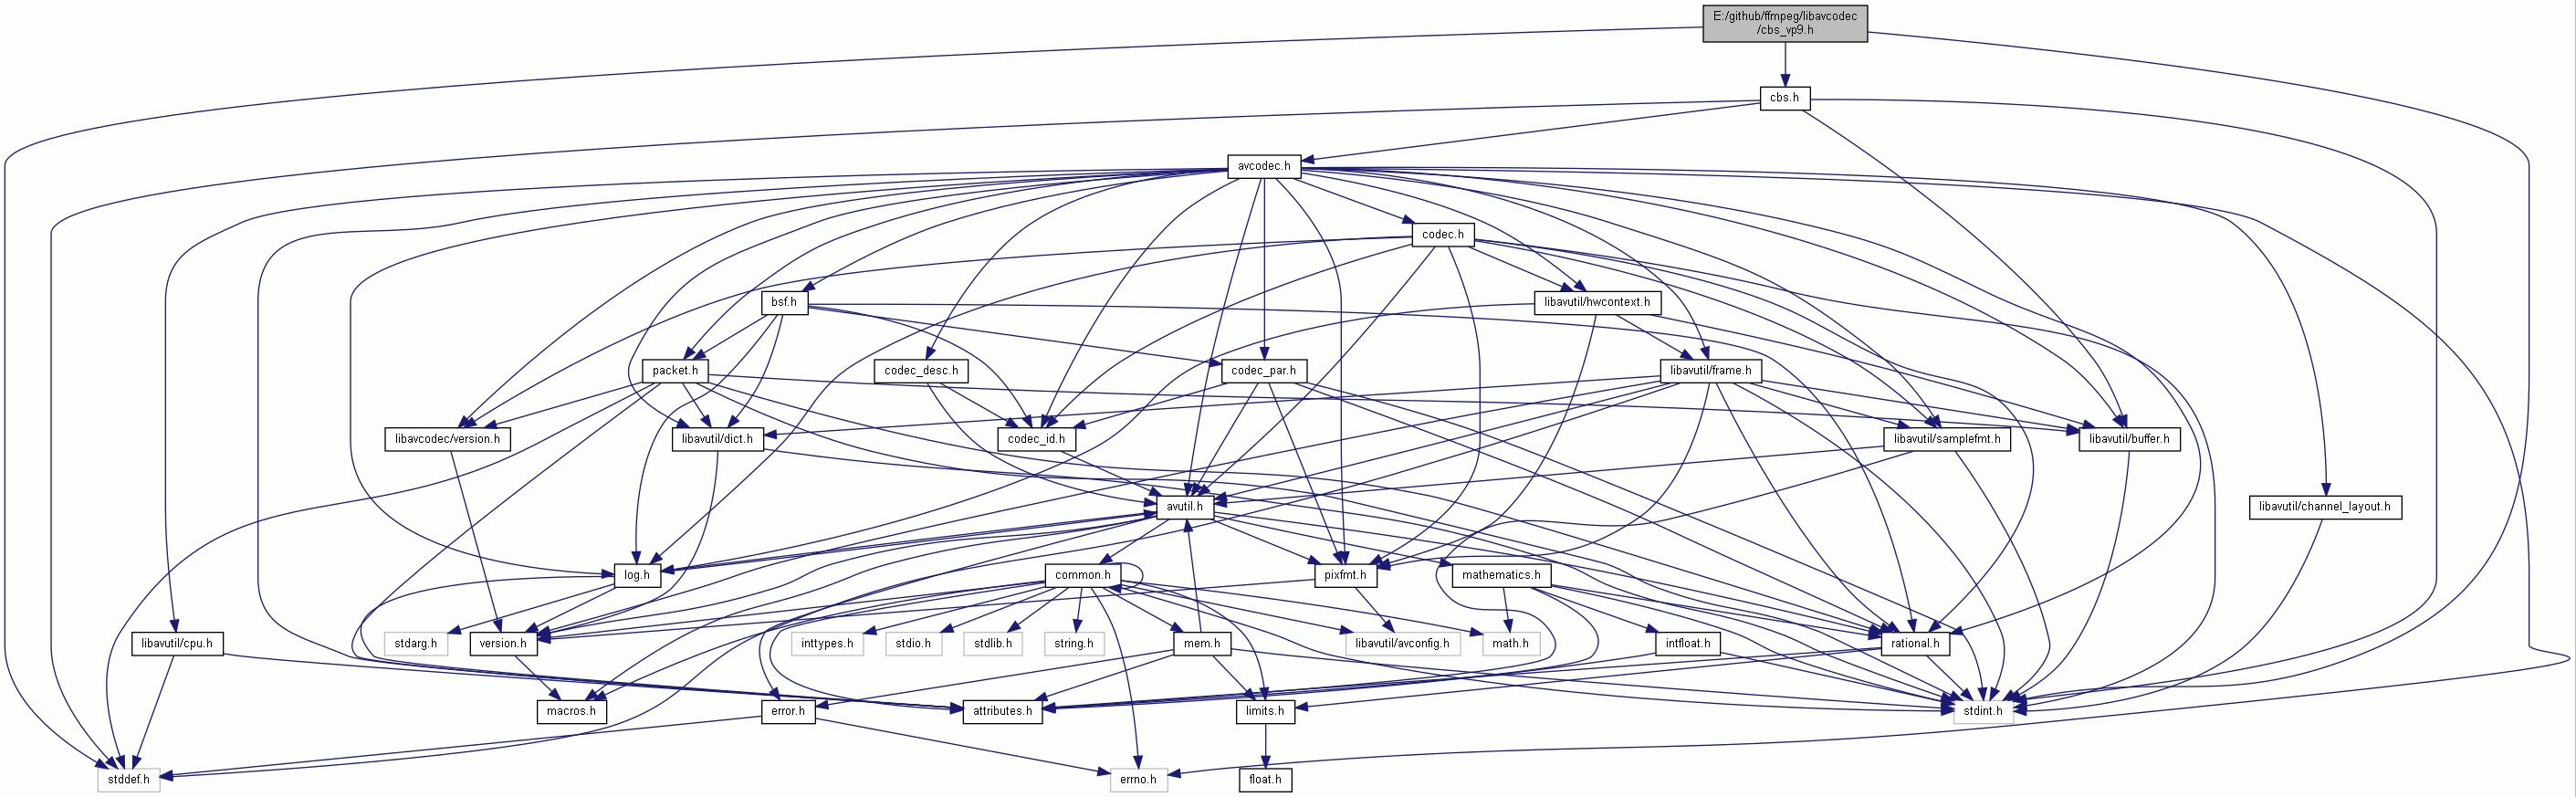 E:/github/ffmpeg/libavcodec
/cbs_vp9.h
cbs.h
avcodec.h
codec.h
bsf.h
libavutil/hwcontext.h
packet.h
codec_desc.h
codec_par.h
libavutil/frame.h
libavcodec/version.h
libavutil/dict.h
codec_id.h
libavutil/samplefmt.h
libavutil/buffer.h
avutil.h
libavutil/channel_layout.h
log.h
common.h
pixfmt.h
mathematics.h
libavutil/cpu.h
stdarg.h
version.h
inttypes.h
stdio.h
stdlib.h
string.h
mem.h
libavutil/avconfig.h
math.h
intfloat.h
rational.h
macros.h
error.h
attributes.h
limits.h
stdint.h
stddef.h
errno.h
float.h